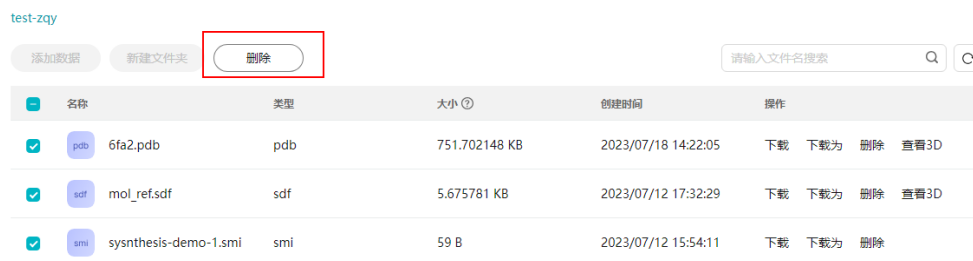 test-zqy
添加数据 新建文件夹 删除 请输入文件名搜索
名称 类型 大小 ? 创建时间 操作
pdb 6fa2.pdb pdb 751.702148 KB 2023/07/18 14:22:05 下载 下载为 删除 查看3D
sdf mol_ref.sdf sdf 5.675781 KB 2023/07/12 17:32:29 下载 下载为 删除 查看3D
smi sysnthesis-demo-1.smi smi 59 B 2023/07/12 15:54:11 下载 下载为 删除